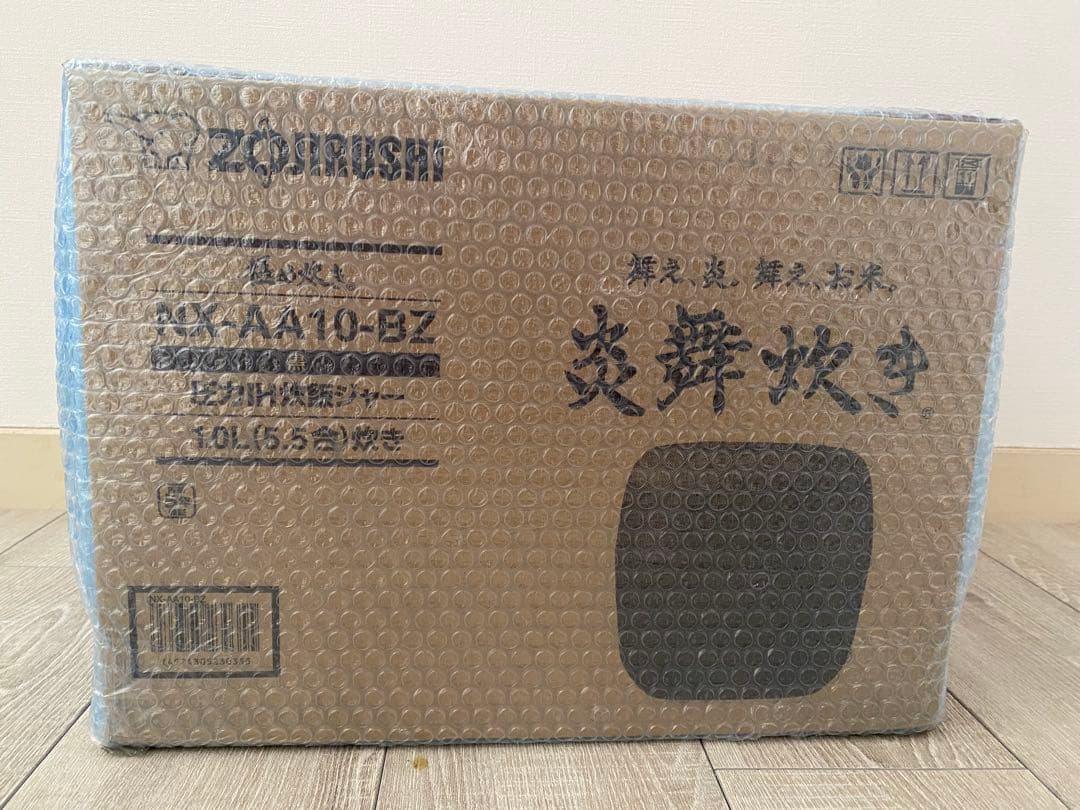 ZOJIRUSHI
極め炊き®
NX-AA10-BZ
黒
圧力IH炊飯ジャー
1.0L(5.5合)炊き
舞え、炎。舞え、お米。
炎舞炊き®
NX-AA10-BZ